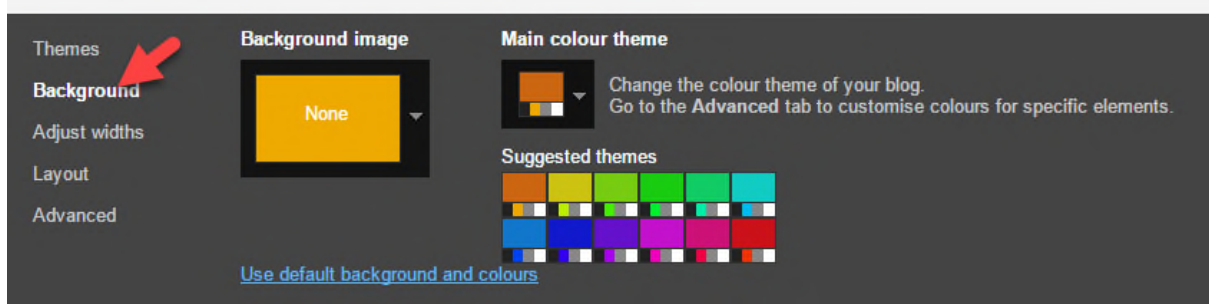 Themes
Background
Adjust widths
Layout
Advanced
Background image
None
Use default background and colours
Main colour theme
Change the colour theme of your blog.
Go to the Advanced tab to customise colours for specific elements.
Suggested themes